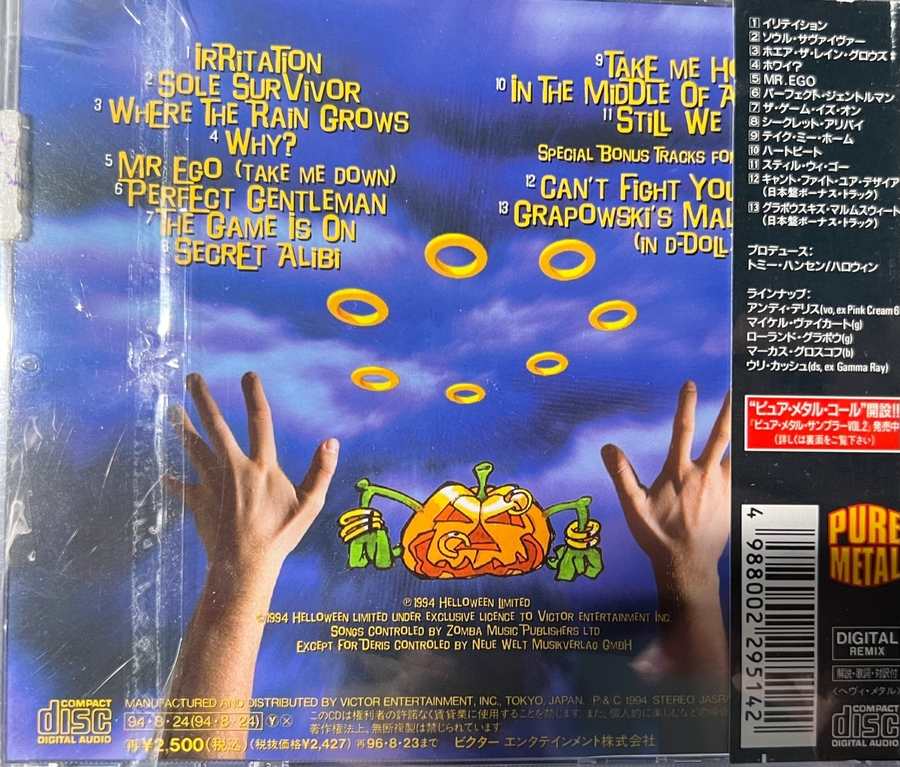 1 IRRITATION
2 SOLE SURVIVOR
3 WHERE THE RAIN GROWS
4 WHY?
5 MR EGO (TAKE ME DOWN)
6 PERFECT GENTLEMAN
7 THE GAME IS ON
8 SECRET ALIBI
9 TAKE ME
10 IN THE MIDDLE OF A
11 STILL WE
SPECIAL BONUS TRACKS
12 CAN'T FIGHT
13 GRAPOWSKI'S
(IN
℗ 1994 HELLOWEEN LIMITED
©1994 HELLOWEEN LIMITED UNDER EXCLUSIVE LICENCE TO VICTOR ENTERTAINMENT INC.
SONGS CONTROLED BY ZOMBA MUSIC PUBLISHERS LTD
EXCEPT FOR DERIS CONTROLED BY NEUE WELT MUSIKVERLAG GMBH
COMPACT
disc
DIGITAL AUDIO
MANUFACTURED AND DISTRIBUTED BY VICTOR ENTERTAINMENT, INC., TOKYO, JAPAN. P & C 1994 STEREO
94・8・24(94・8・24) Y X
このCDは権利者の許諾なく賃貸業に使用することを禁じます。また、個人的に楽しむなどの
著作権法上、無断複製は禁じられています。
再¥2,500(税込)(税抜価格¥2,427)再96・8・23まで ビクター エンタテインメント株式会社
1 イリテイション
2 ソウル・サヴァイヴァー
3 ホエア・ザ・レイン・グロウズ
4 ホワイ?
5 MR.EGO
6 パーフェクト・ジェントルマン
7 ザ・ゲーム・イズ・オン
8 シークレット・アリバイ
9 テイク・ミー・ホーム
10 ハートビート
11 スティル・ウィ・ゴー
12 キャント・ファイト・ユア・デザイア
(日本盤ボーナス・トラック)
13 グラポウスキズ・マルムスウィート
(日本盤ボーナス・トラック)
プロデュース:
トミー・ハンセン/ハロウィン
ラインナップ:
アンディ・デリス(vo, ex Pink Cream
マイケル・ヴァイカート(g)
ローランド・グラポウ(g)
マーカス・グロスコフ(b)
ウリ・カッシュ(ds, ex Gamma Ray)
“ピュア・メタル・コール”開設!!
『ピュア・メタル・サンプラーVOL.2』発売中
(詳しくは裏面をご覧下さい)
4 988002 295142
PURE
METAL
DIGITAL
REMIX
解説・歌詞・対訳付
<ヘヴィ・メタル>
COMPACT
disc
DIGITAL AUDIO